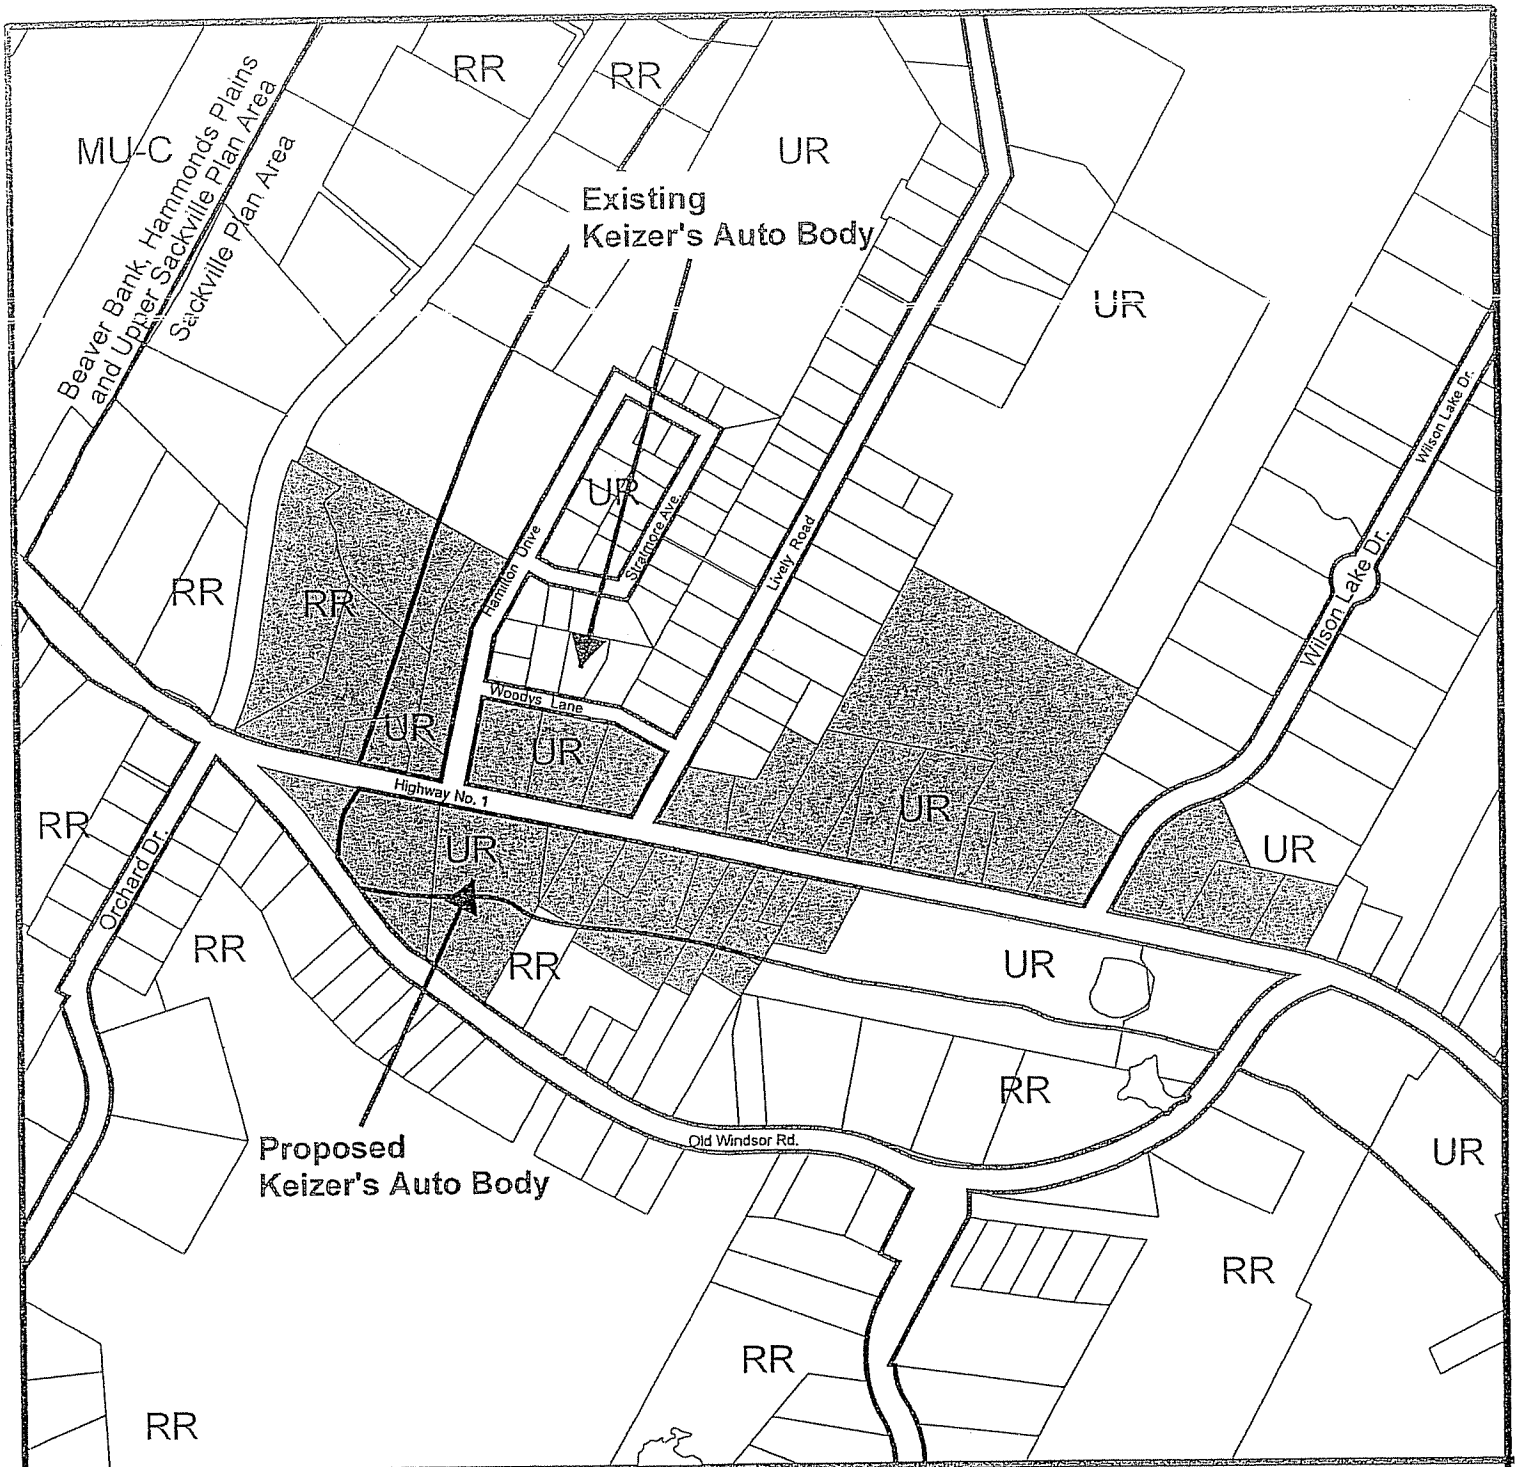 RR
RR
MU-C
UR
Beaver Bank, Hammonds Plains
and Upper Sackville Plan Area
Sackville Plan Area
Existing
Keizer's Auto Body
UR
Wilson Lake Dr.
UR
Hamilton Drive
Stratmore Ave.
Lively Road
Wilson Lake Dr.
RR
RR
Woodys Lane
UR
UR
Highway No. 1
UR
RR
Orchard Dr.
UR
UR
RR
RR
UR
RR
Proposed
Keizer's Auto Body
Old Windsor Rd.
UR
RR
RR
RR